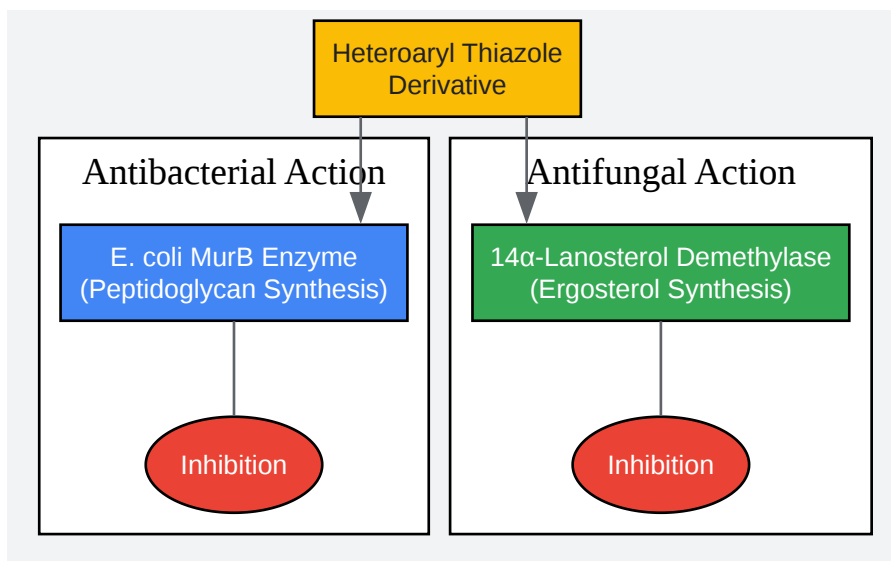 Heteroaryl Thiazole
Derivative
Antibacterial Action
E. coli MurB Enzyme
(Peptidoglycan Synthesis)
Inhibition
Antifungal Action
14α-Lanosterol Demethylase
(Ergosterol Synthesis)
Inhibition